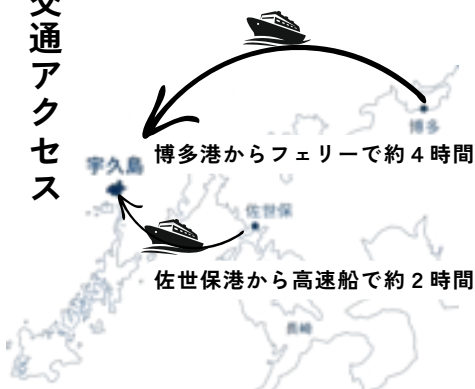 交通アクセス
博多
博多港からフェリーで約４時間
宇久島
佐世保
佐世保港から高速船で約２時間
長崎